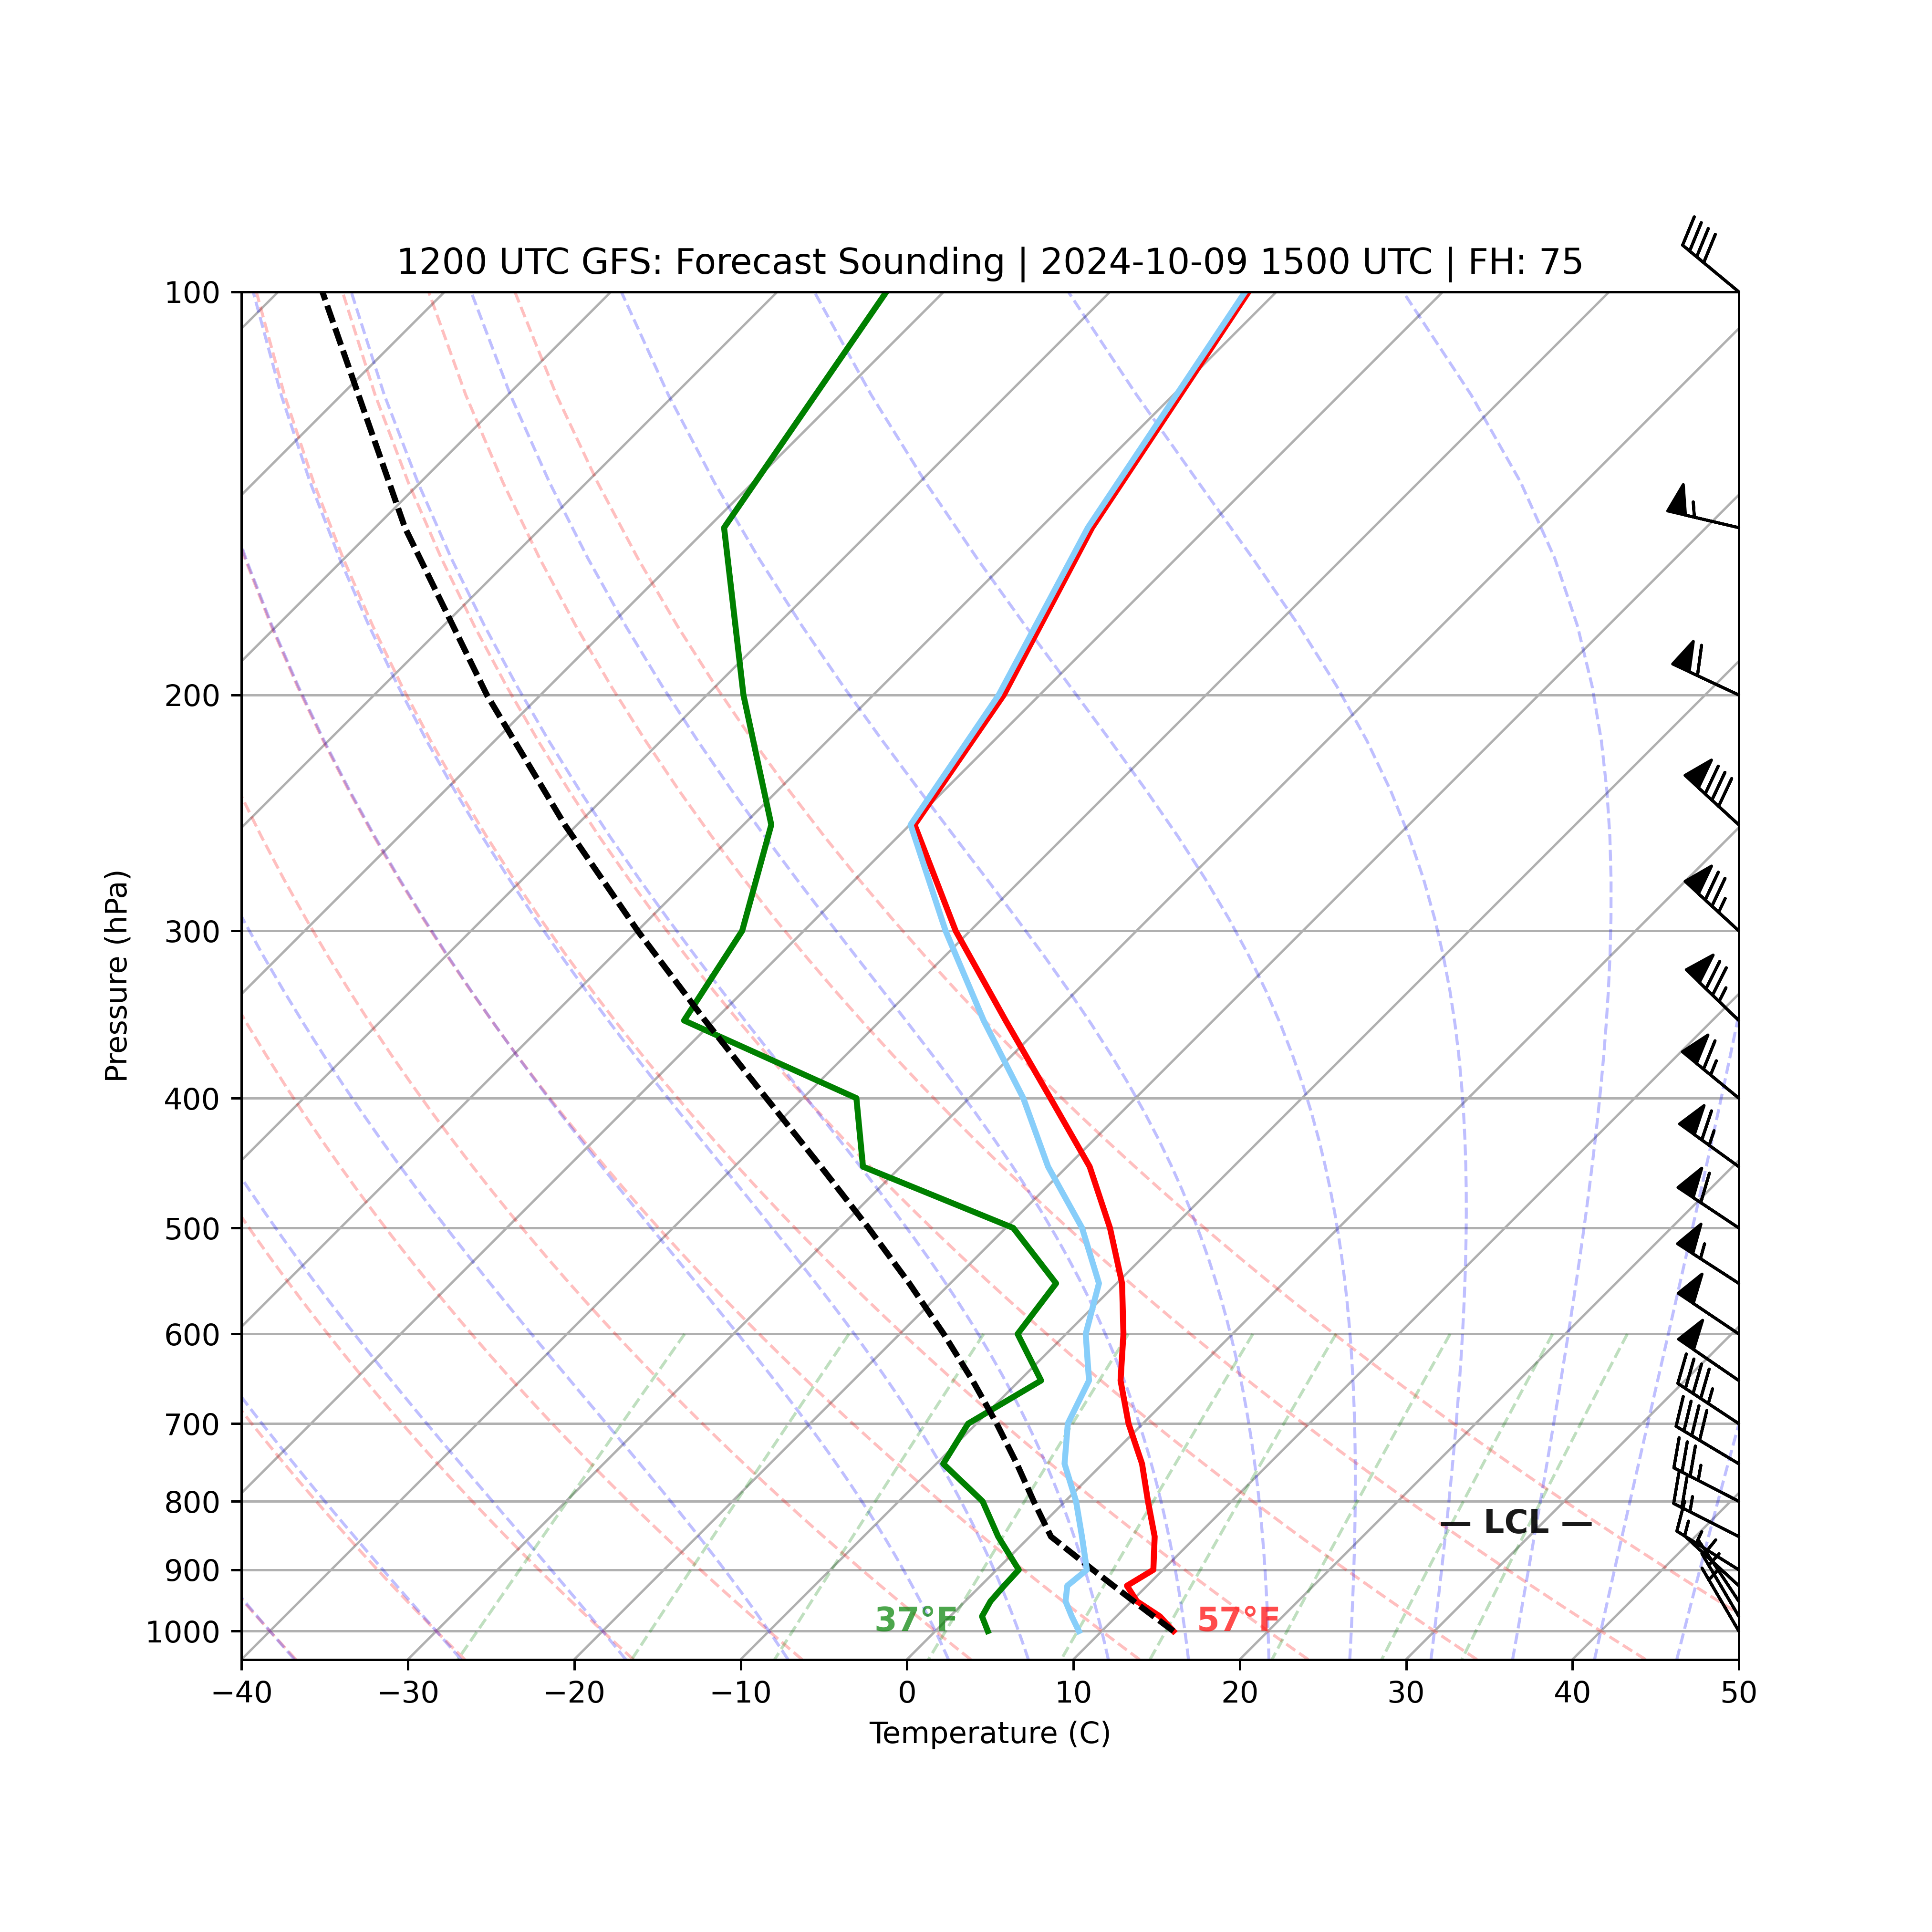 1200 UTC GFS: Forecast Sounding | 2024-10-09 1500 UTC | FH: 75
100
200
300
400
500
600
700
800
900
1000
Pressure (hPa)
— LCL —
37°F
57°F
−40 −30 −20 −10 0 10 20 30 40 50
Temperature (C)